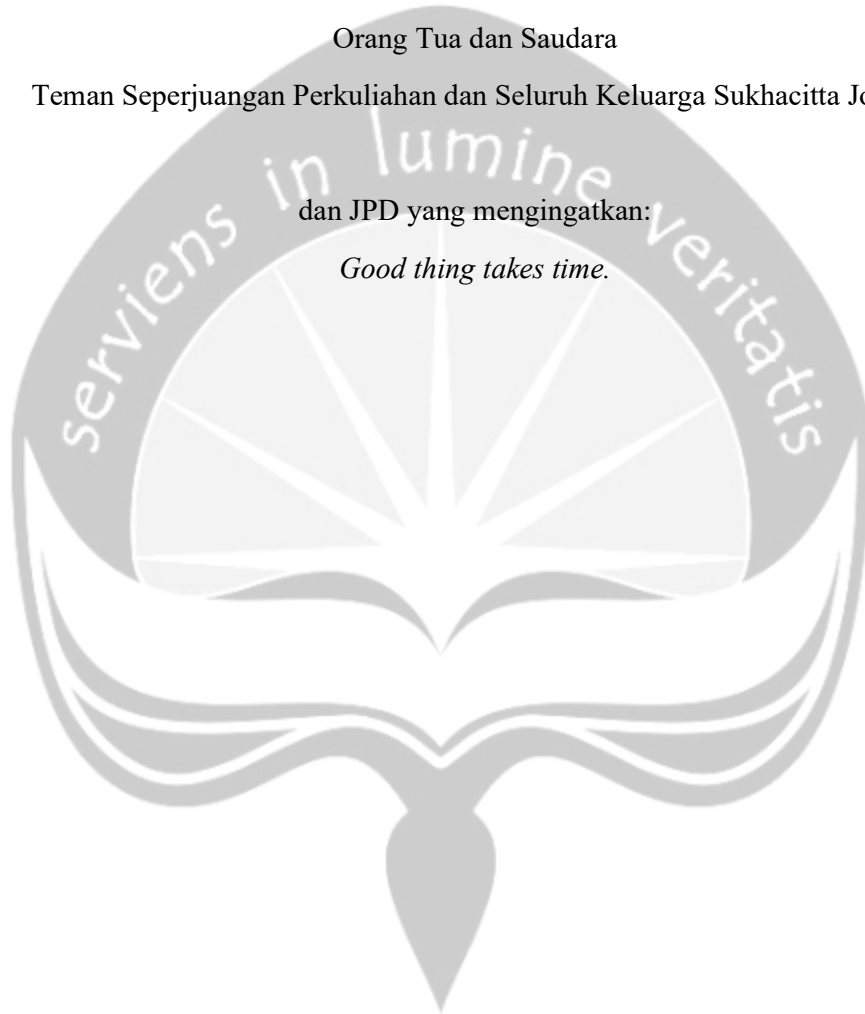 Orang Tua dan Saudara
Teman Seperjuangan Perkuliahan dan Seluruh Keluarga Sukhacitta
dan JPD yang mengingatkan:
Good thing takes time.
serviens in lumine veritatis